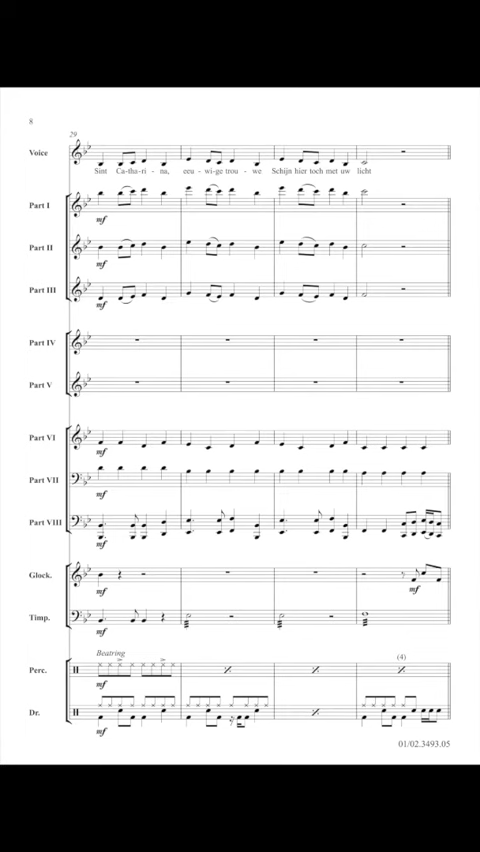 8
29
Voice
Sint Ca-tha-ri-na, eeu-wi-ge trou-we Schijn hier toch met uw licht
Part I
mf
Part II
mf
Part III
mf
Part IV
Part V
Part VI
mf
Part VII
mf
Part VIII
mf
Glock.
mf
mf
Timp.
mf
Beatring
(4)
Perc.
mf
Dr.
mf
01/02.3493.05